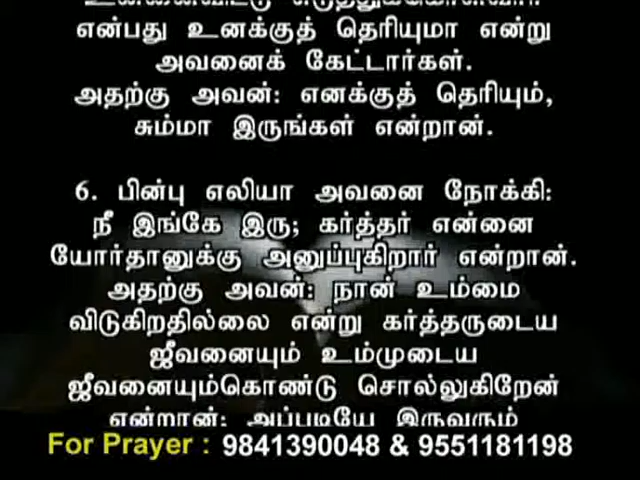 என்பது உனக்குத் தெரியுமா என்று
அவனைக் கேட்டார்கள்.
அதற்கு அவன்: எனக்குத் தெரியும்,
சும்மா இருங்கள் என்றான்.
6. பின்பு எலியா அவனை நோக்கி:
நீ இங்கே இரு; கர்த்தர் என்னை
யோர்தானுக்கு அனுப்புகிறார் என்றான்.
அதற்கு அவன்: நான் உம்மை
விடுகிறதில்லை என்று கர்த்தருடைய
ஜீவனையும் உம்முடைய
ஜீவனையும்கொண்டு சொல்லுகிறேன்
என்றான்; அப்படியே இருவரும்
For Prayer : 9841390048 & 9551181198